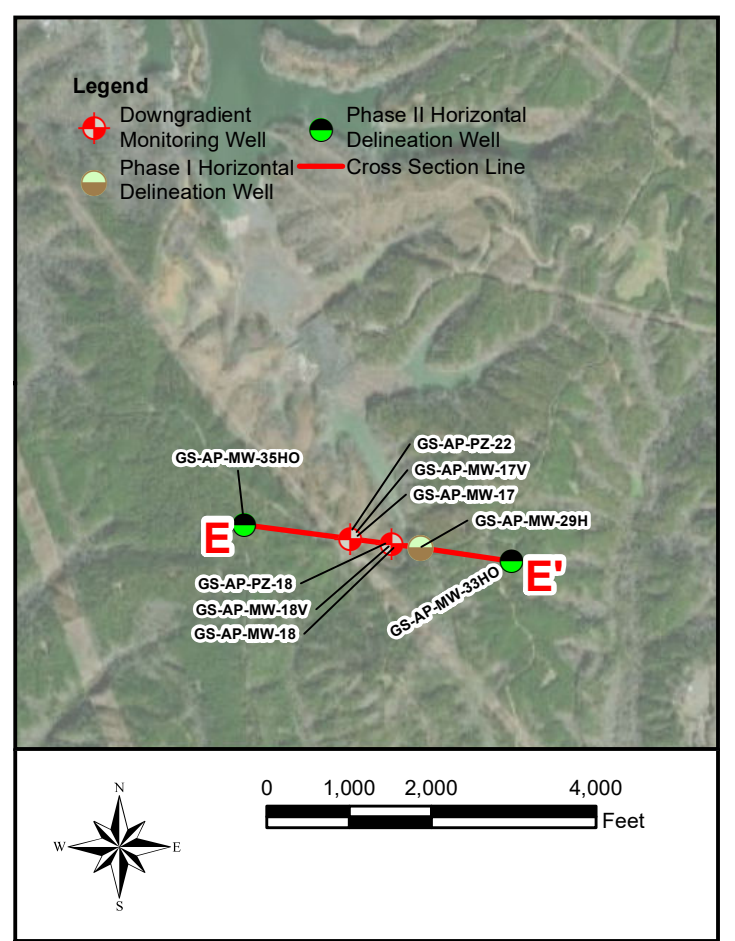 Legend
Downgradient
Monitoring Well
Phase I Horizontal
Delineation Well
Phase II Horizontal
Delineation Well
Cross Section Line
GS-AP-PZ-22
GS-AP-MW-35HO
GS-AP-MW-17V
GS-AP-MW-17
GS-AP-MW-29H
E
E'
GS-AP-PZ-18
GS-AP-MW-33HO
GS-AP-MW-18V
GS-AP-MW-18
N
W
E
S
0 1,000 2,000 4,000
Feet